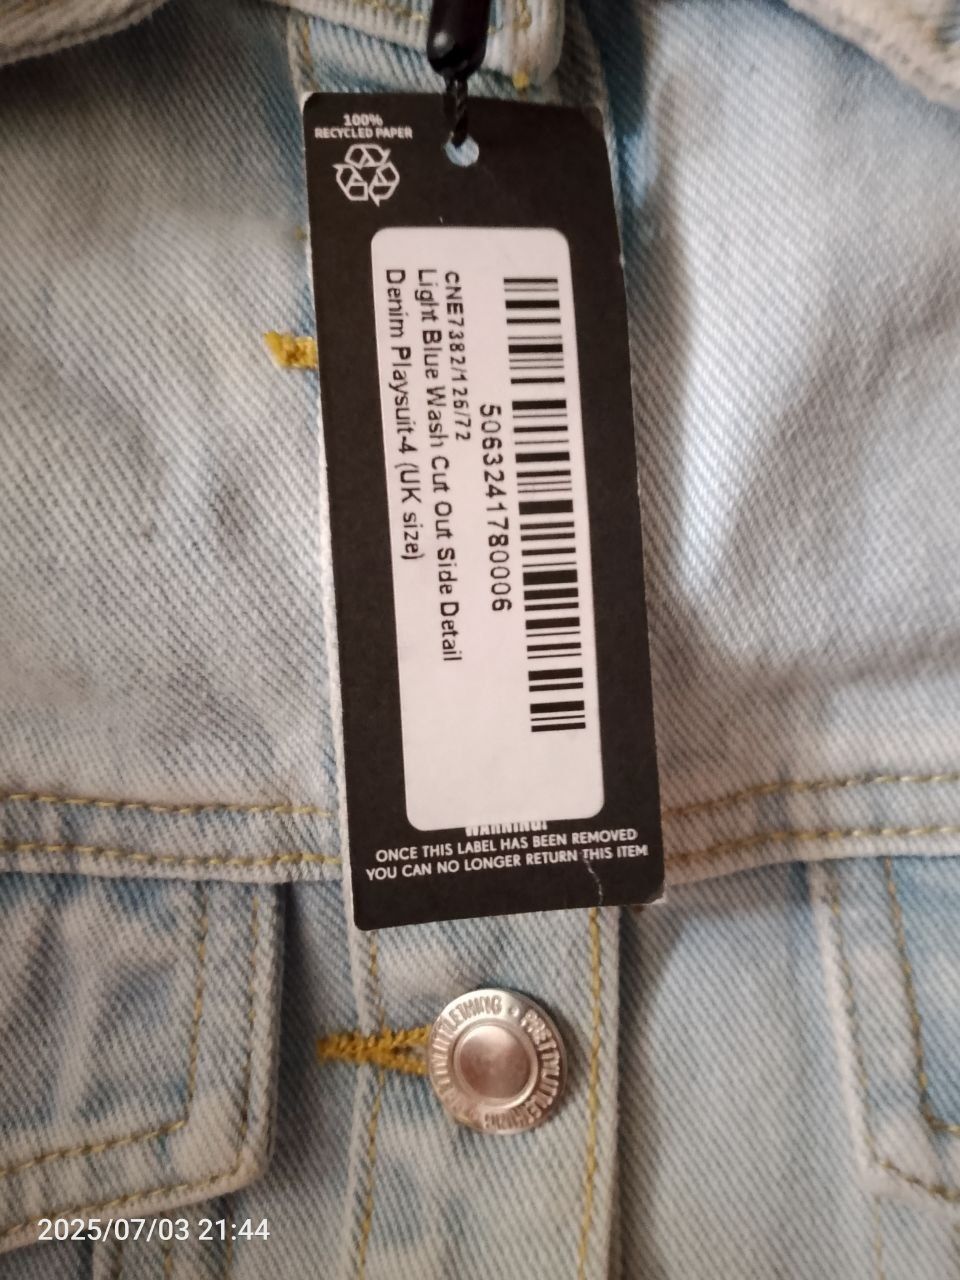 100%
RECYCLED PAPER
5063241780006
CNE7382/126/72
Light Blue Wash Cut Out Side Detail
Denim Playsuit-4 (UK size)
WARNING!
ONCE THIS LABEL HAS BEEN REMOVED
YOU CAN NO LONGER RETURN THIS ITEM
PRETTYLITTLETHING • PRETTYLITTLETHING
2025/07/03 21:44